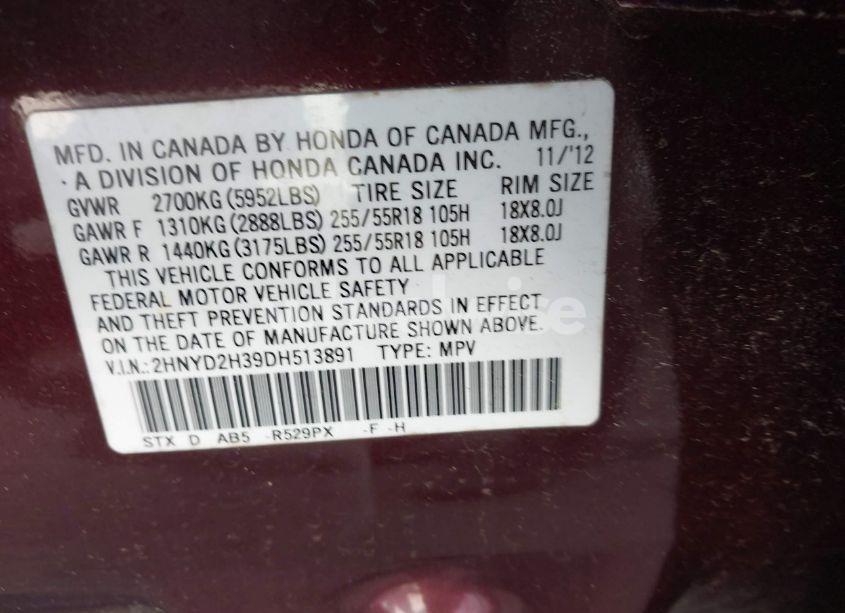 MFD. IN CANADA BY HONDA OF CANADA MFG.,
A DIVISION OF HONDA CANADA INC. 11/'12
GVWR 2700KG (5952LBS) TIRE SIZE RIM SIZE
GAWR F 1310KG (2888LBS) 255/55R18 105H 18X8.0J
GAWR R 1440KG (3175LBS) 255/55R18 105H 18X8.0J
THIS VEHICLE CONFORMS TO ALL APPLICABLE
FEDERAL MOTOR VEHICLE SAFETY
AND THEFT PREVENTION STANDARDS IN EFFECT
ON THE DATE OF MANUFACTURE SHOWN ABOVE.
V.I.N.: 2HNYD2H39DH513891 TYPE: MPV
STX D AB5 -R529PX -F -H